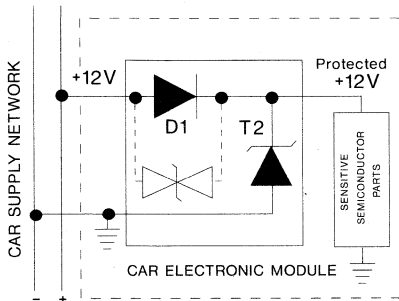 CAR SUPPLY NETWORK
+12V
D1
T2
Protected
+12V
SENSITIVE
SEMICONDUCTOR
PARTS
CAR ELECTRONIC MODULE
- +